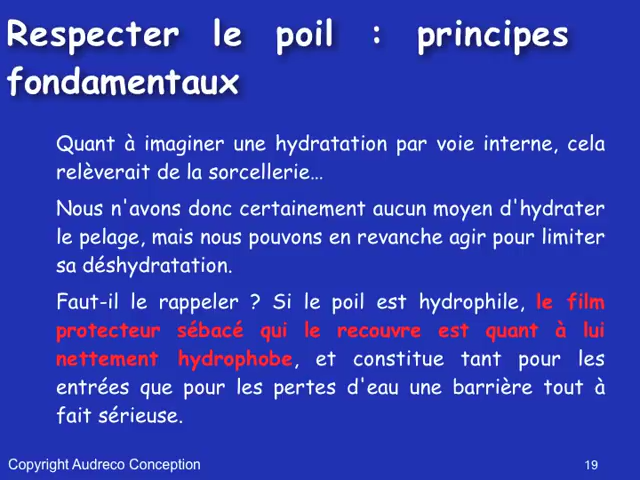 Respecter le poil : principes
fondamentaux
Quant à imaginer une hydratation par voie interne, cela
relèverait de la sorcellerie…
Nous n'avons donc certainement aucun moyen d'hydrater
le pelage, mais nous pouvons en revanche agir pour limiter
sa déshydratation.
Faut-il le rappeler ? Si le poil est hydrophile, le film
protecteur sébacé qui le recouvre est quant à lui
nettement hydrophobe, et constitue tant pour les
entrées que pour les pertes d'eau une barrière tout à
fait sérieuse.
Copyright Audreco Conception
19